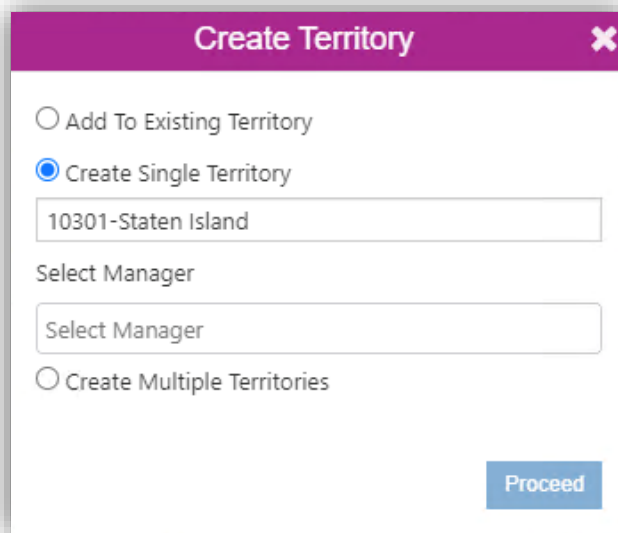 Create Territory
Add To Existing Territory
Create Single Territory
10301-Staten Island
Select Manager
Select Manager
Create Multiple Territories
Proceed